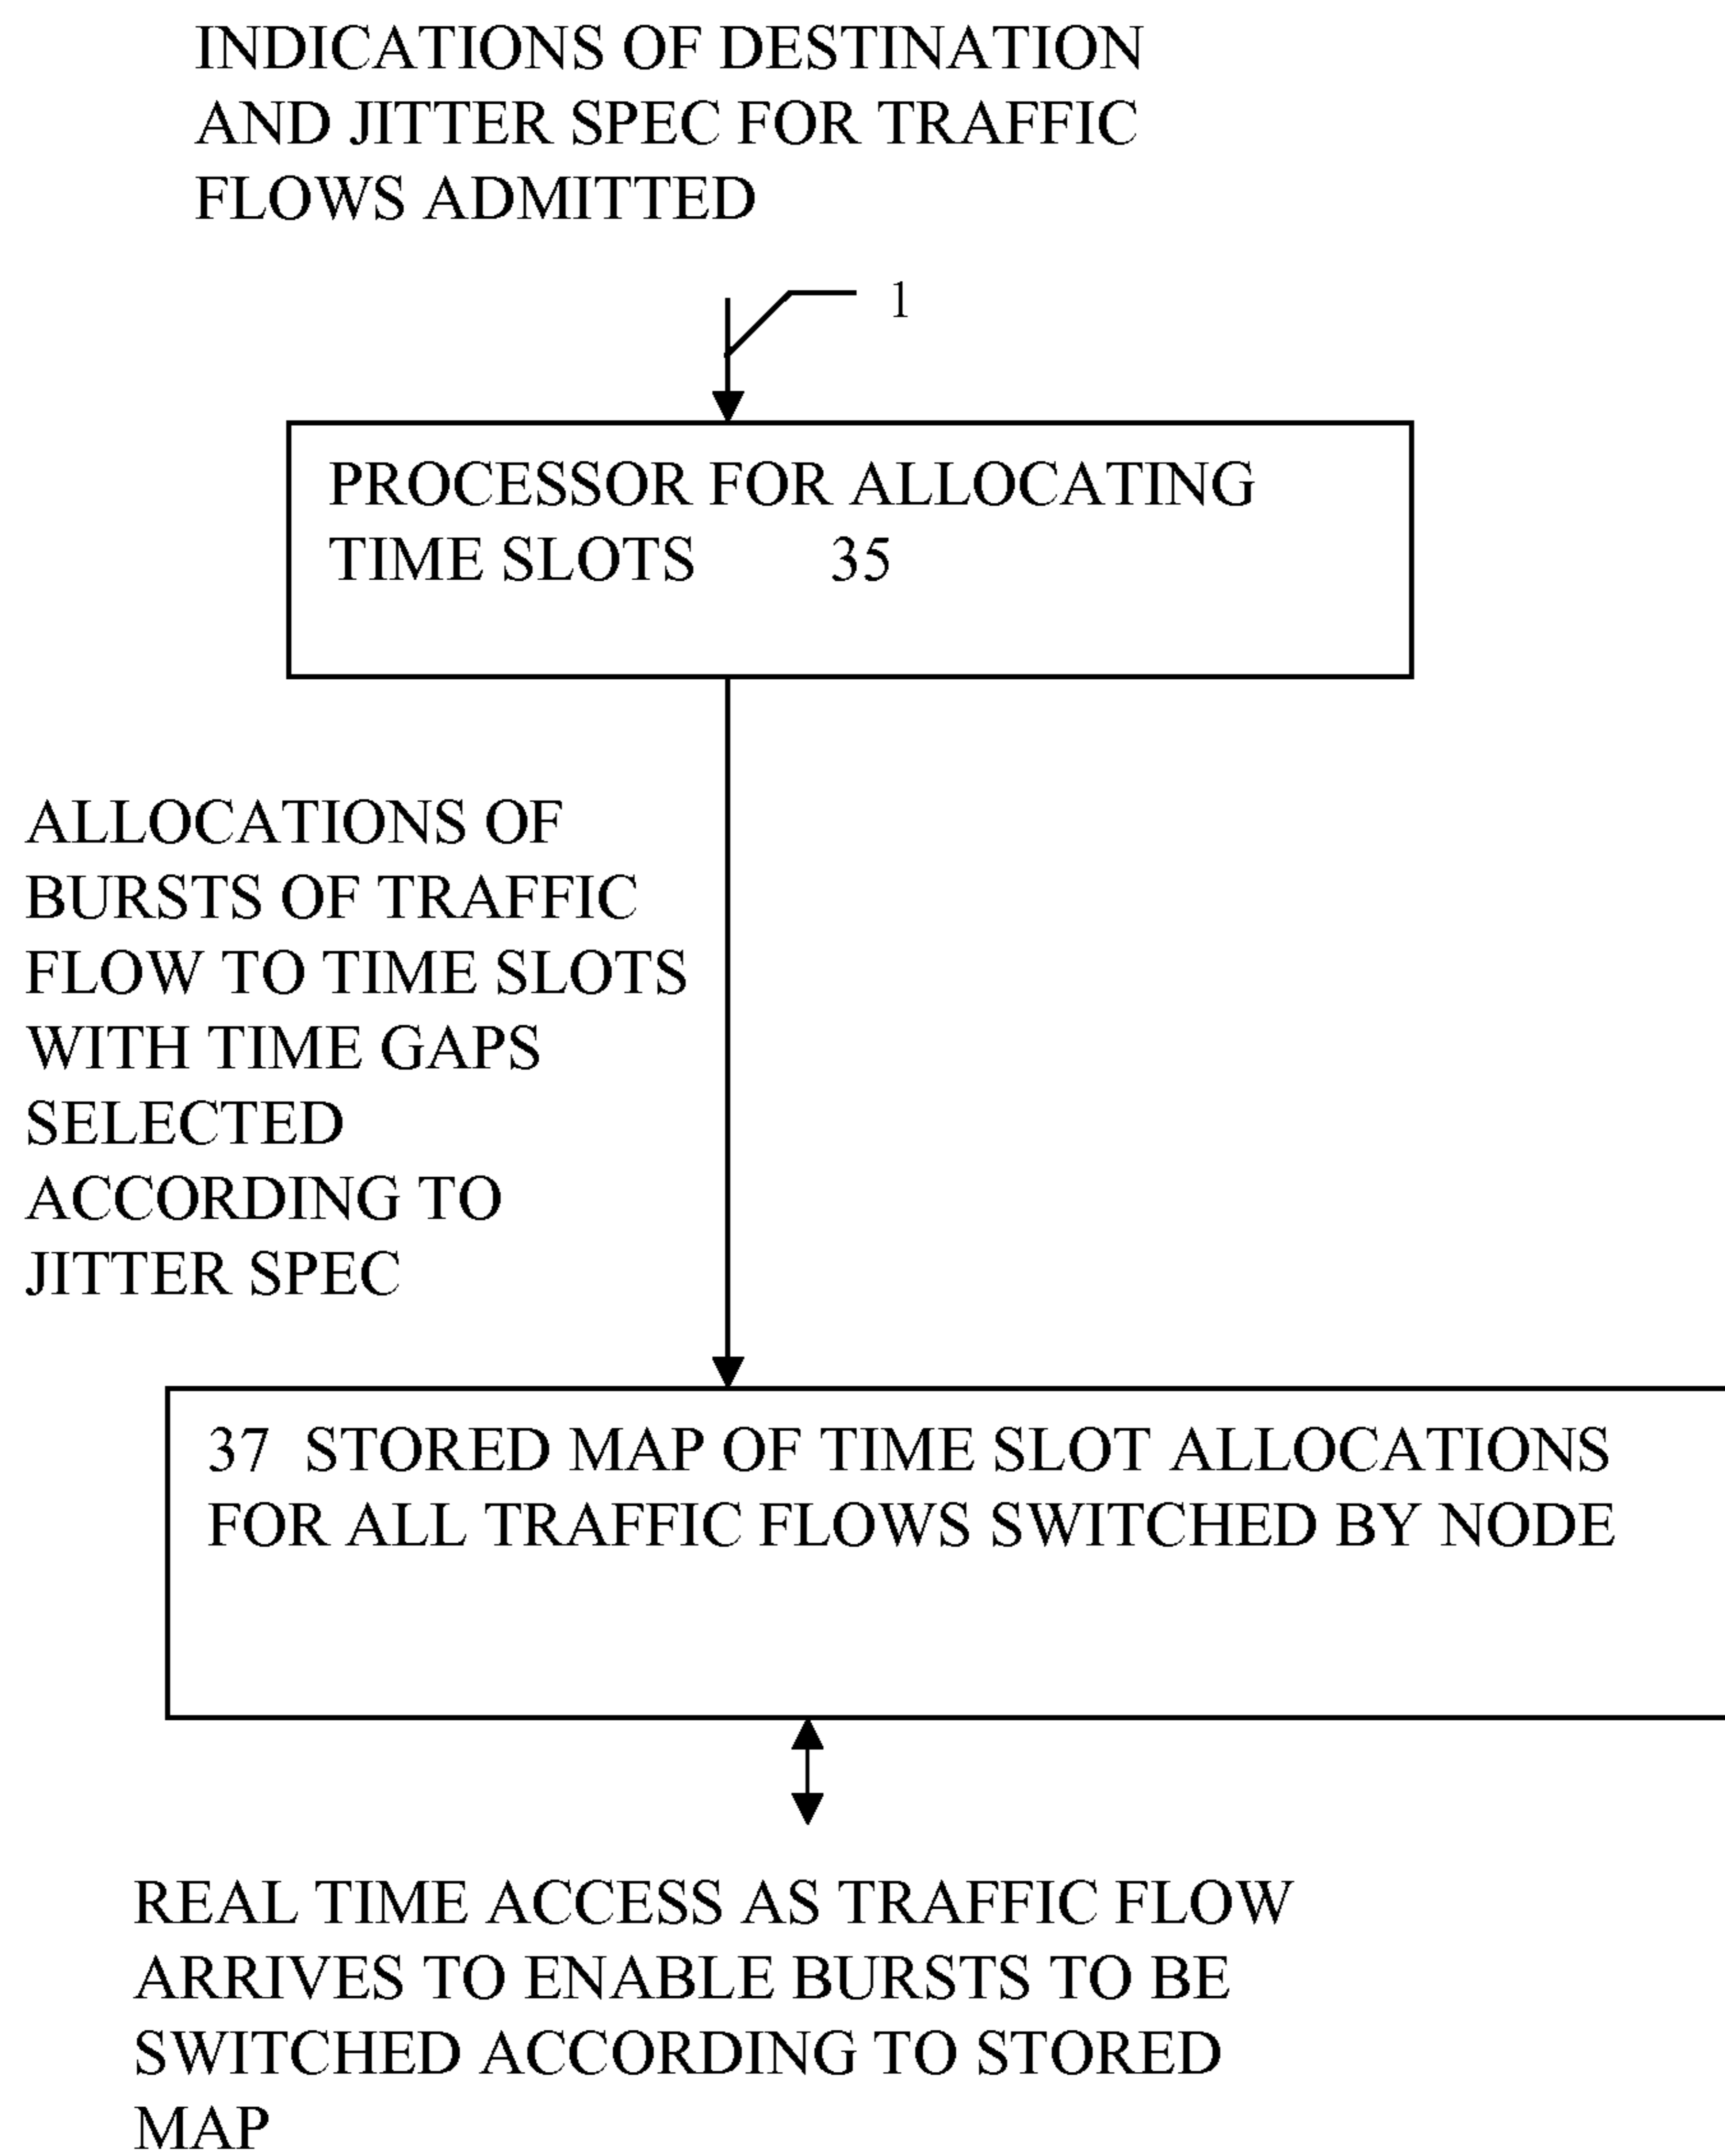 INDICATIONS OF DESTINATION
AND JITTER SPEC FOR TRAFFIC
FLOWS ADMITTED
1
PROCESSOR FOR ALLOCATING
TIME SLOTS 35
ALLOCATIONS OF
BURSTS OF TRAFFIC
FLOW TO TIME SLOTS
WITH TIME GAPS
SELECTED
ACCORDING TO
JITTER SPEC
37 STORED MAP OF TIME SLOT ALLOCATIONS
FOR ALL TRAFFIC FLOWS SWITCHED BY NODE
REAL TIME ACCESS AS TRAFFIC FLOW
ARRIVES TO ENABLE BURSTS TO BE
SWITCHED ACCORDING TO STORED
MAP